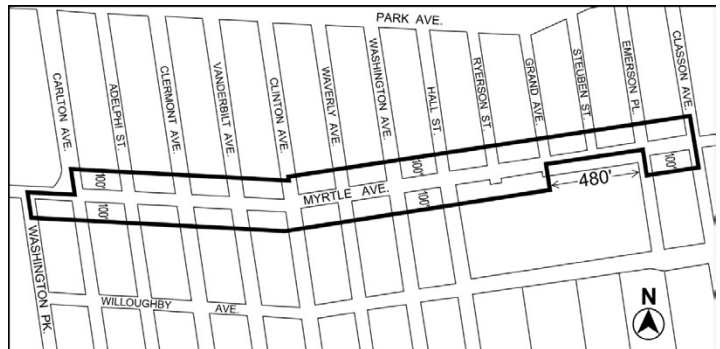 PARK AVE.
CARLTON AVE.
ADELPHI ST.
CLERMONT AVE.
VANDERBILT AVE.
CLINTON AVE.
WAVERLY AVE.
WASHINGTON AVE.
HALL ST.
RYERSON ST.
GRAND AVE.
STEUBEN ST.
EMERSON PL.
CLASSON AVE.
100'
100'
100'
100'
100'
MYRTLE AVE.
480'
WASHINGTON PK.
WILLOUGHBY AVE.
N